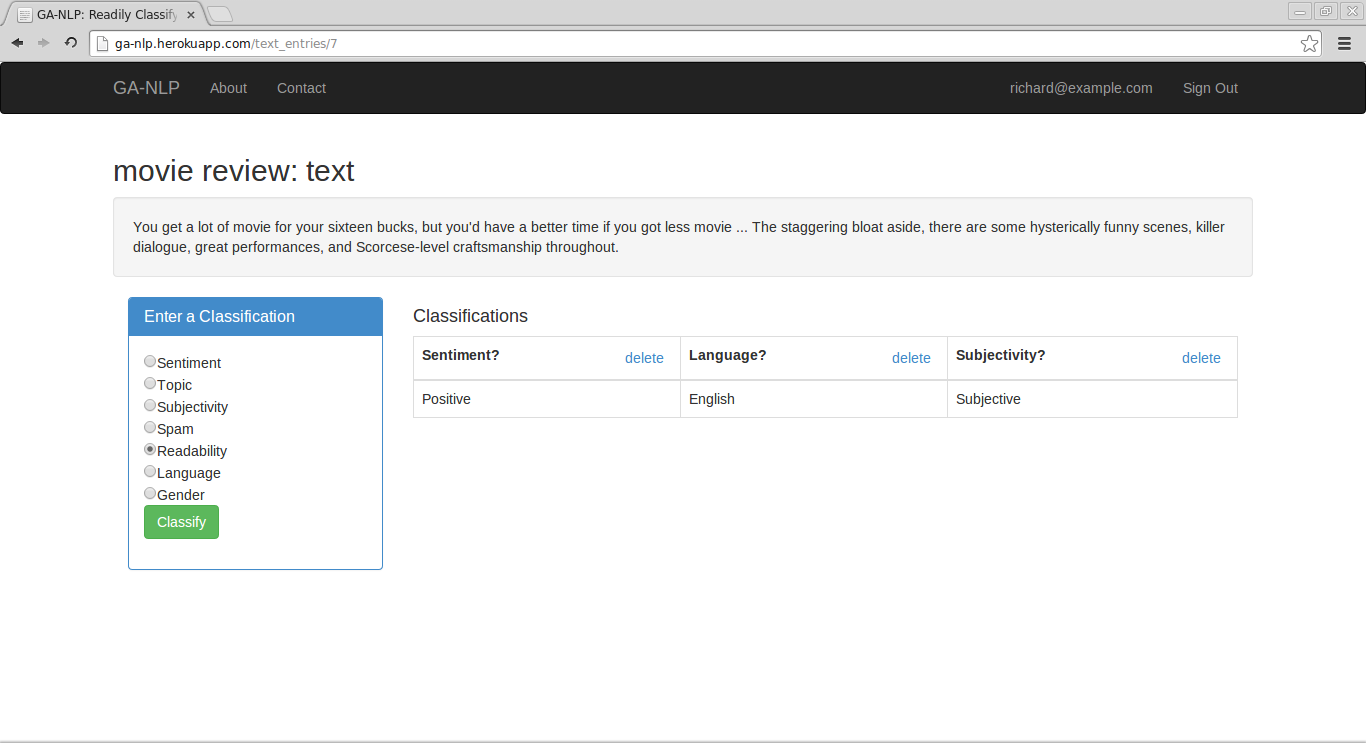 GA-NLP: Readily Classify
ga-nlp.herokuapp.com/text_entries/7
GA-NLP About Contact richard@example.com Sign Out
movie review: text
You get a lot of movie for your sixteen bucks, but you'd have a better time if you got less movie ... The staggering bloat aside, there are some hysterically funny scenes, killer
dialogue, great performances, and Scorcese-level craftsmanship throughout.
Enter a Classification
Sentiment
Topic
Subjectivity
Spam
Readability
Language
Gender
Classify
Classifications
Sentiment? delete Language? delete Subjectivity? delete
Positive English Subjective